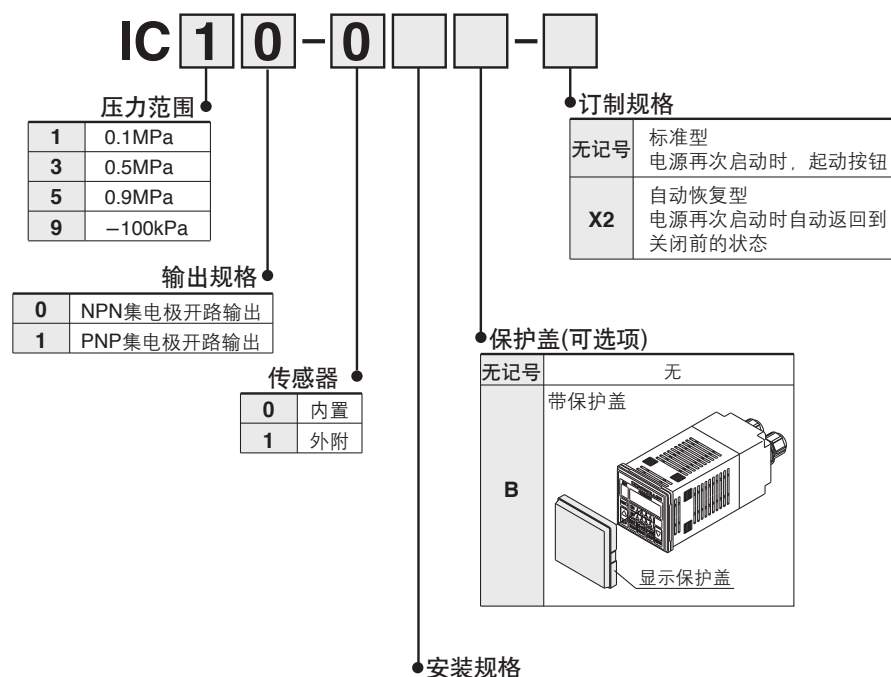 IC 1 0 – 0 –
压力范围
1 0.1MPa
3 0.5MPa
5 0.9MPa
9 –100kPa
输出规格
0 NPN集电极开路输出
1 PNP集电极开路输出
传感器
0 内置
1 外附
订制规格
无记号 标准型
电源再次启动时，起动按钮
X2 自动恢复型
电源再次启动时自动返回到
关闭前的状态
保护盖(可选项)
无记号 无
B 带保护盖
显示保护盖
安装规格